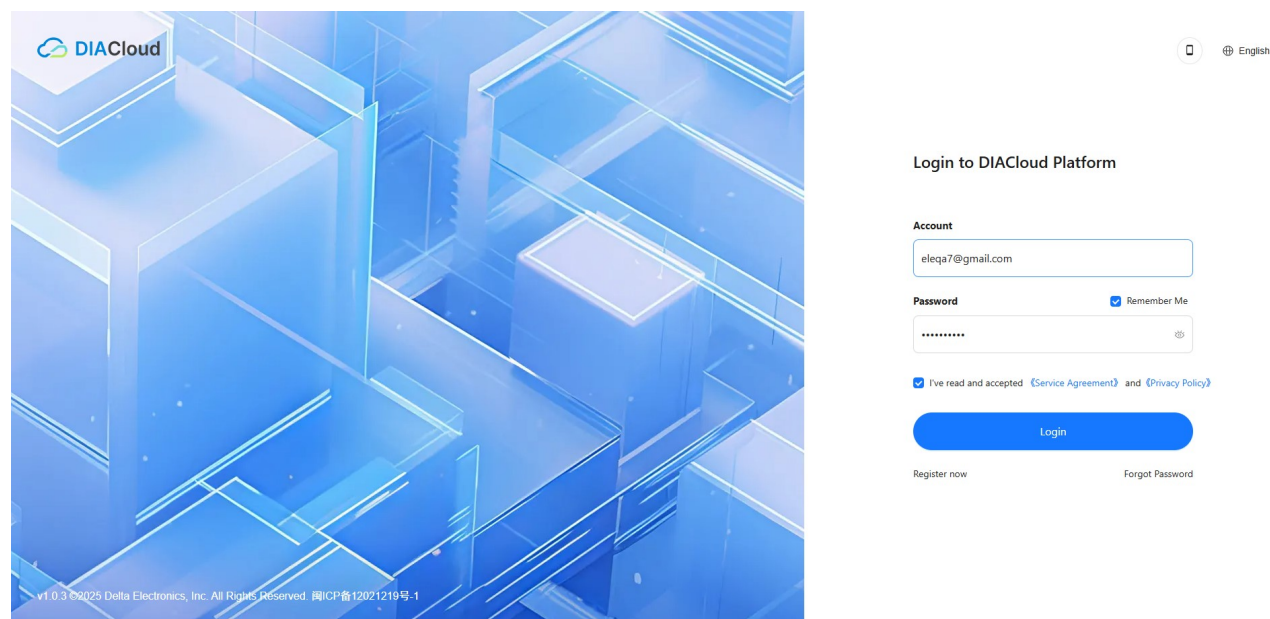 DIACloud
English
Login to DIACloud Platform
Account
eleqa7@gmail.com
Password
Remember Me
••••••••••
I've read and accepted 《Service Agreement》 and 《Privacy Policy》
Login
Register now
Forgot Password
v1.0.3 ©2025 Delta Electronics, Inc. All Rights Reserved. 闽ICP备12021219号-1